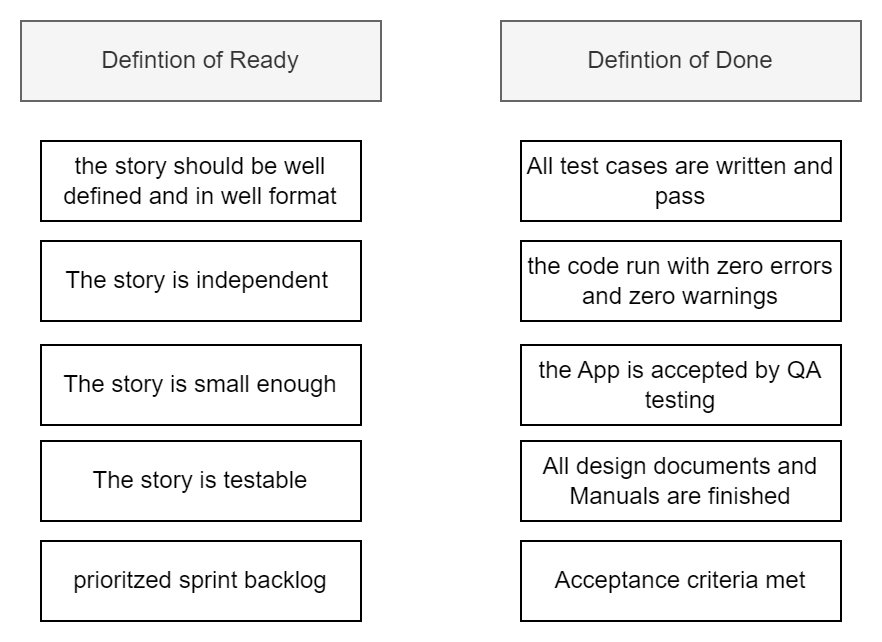 Defintion of Ready
the story should be well
defined and in well format
The story is independent
The story is small enough
The story is testable
prioritzed sprint backlog
Defintion of Done
All test cases are written and
pass
the code run with zero errors
and zero warnings
the App is accepted by QA
testing
All design documents and
Manuals are finished
Acceptance criteria met